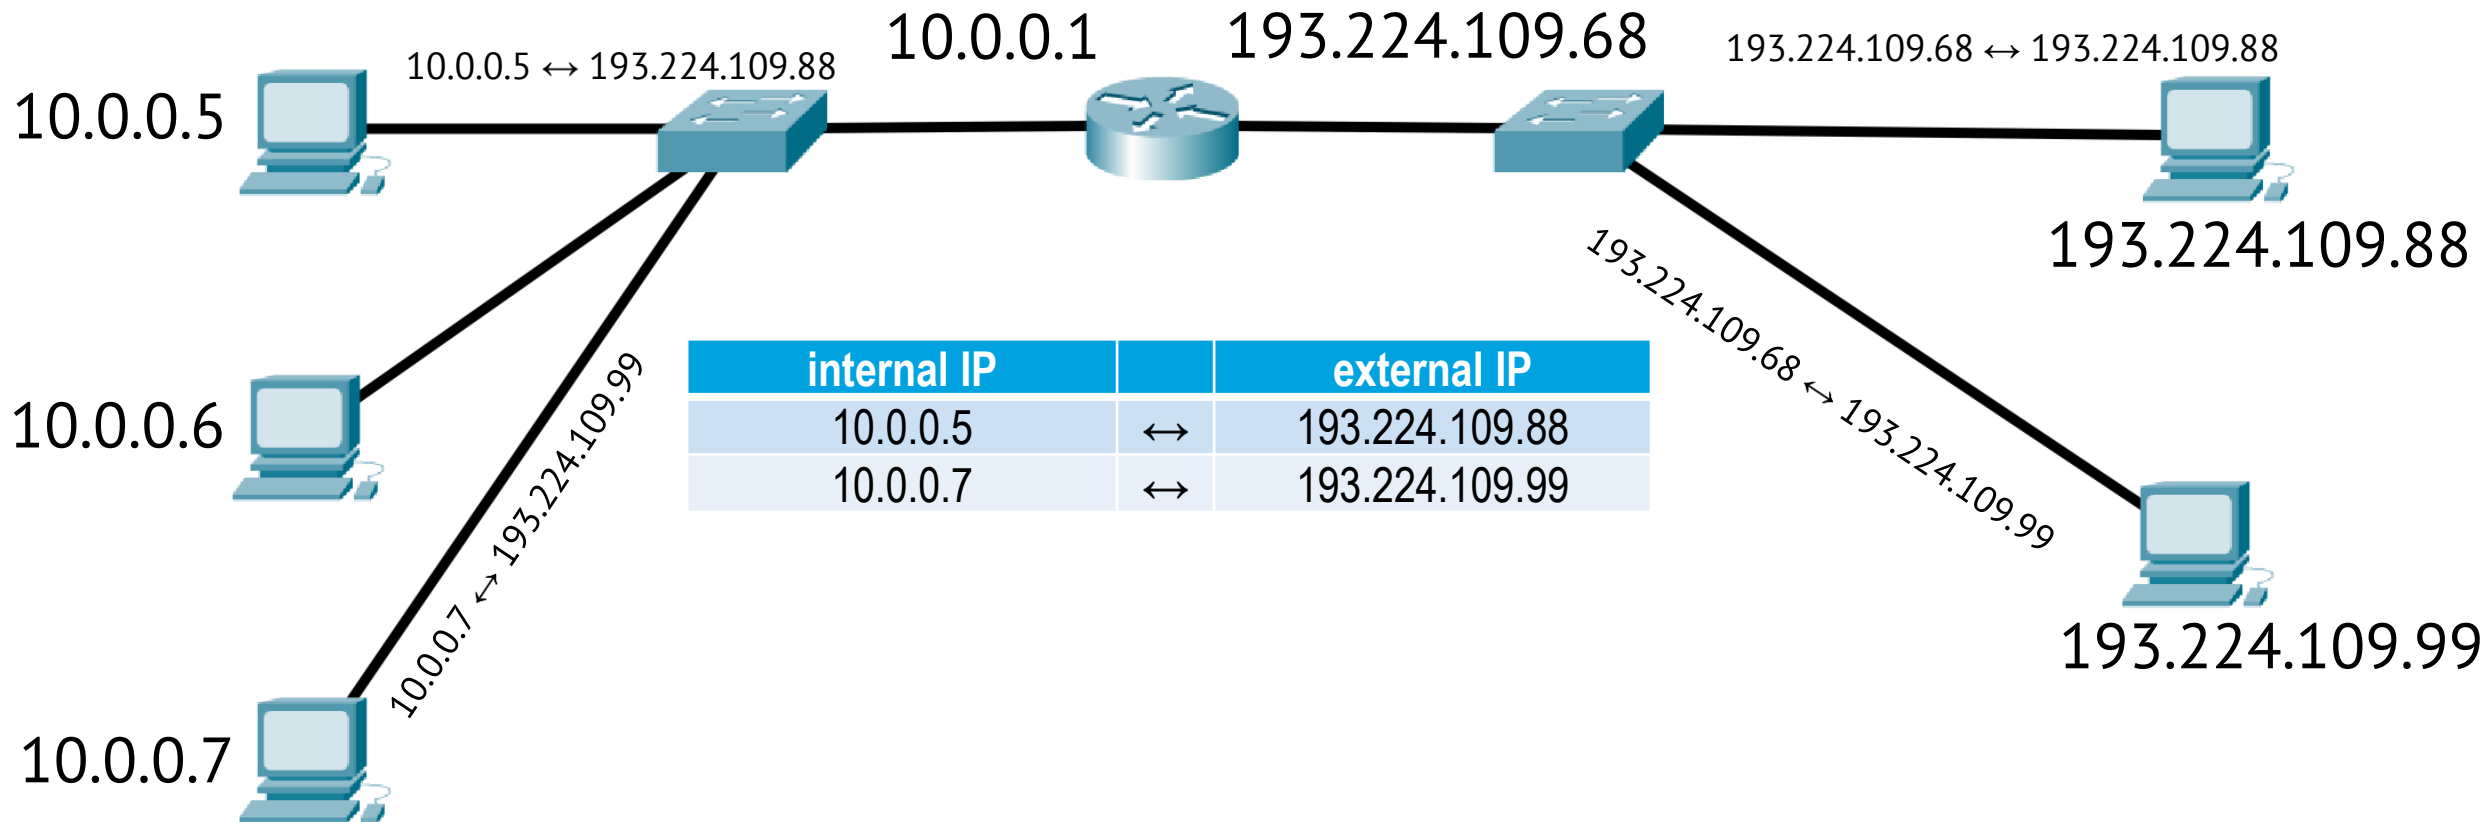 10.0.0.1
193.224.109.68
10.0.0.5 ↔ 193.224.109.88
193.224.109.68 ↔ 193.224.109.88
10.0.0.5
193.224.109.88
193.224.109.68 ↔ 193.224.109.99
internal IP external IP
10.0.0.5 ↔ 193.224.109.88
10.0.0.7 ↔ 193.224.109.99
10.0.0.6
10.0.0.7 ↔ 193.224.109.99
193.224.109.99
10.0.0.7